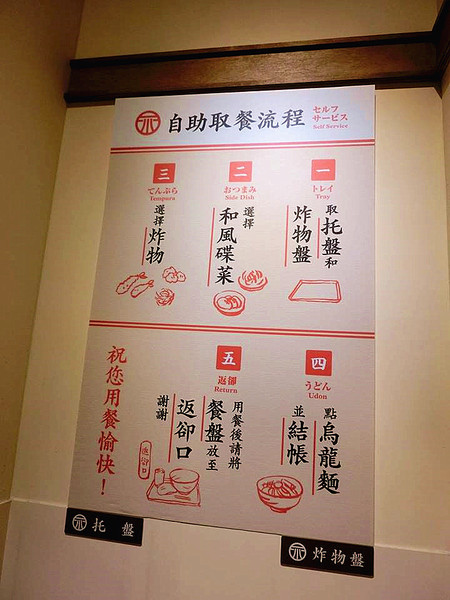 自助取餐流程
セルフ
サービス
Self Service
一
トレイ
Tray
取托盤和
炸物盤
二
おつまみ
Side Dish
選擇
和風碟菜
三
てんぷら
Tempura
選擇炸物
四
うどん
Udon
點烏龍麵
並結帳
五
返卻
Return
用餐後請將
餐盤放至
返卻口
謝謝
返卻口
祝您用餐愉快！
托盤
炸物盤